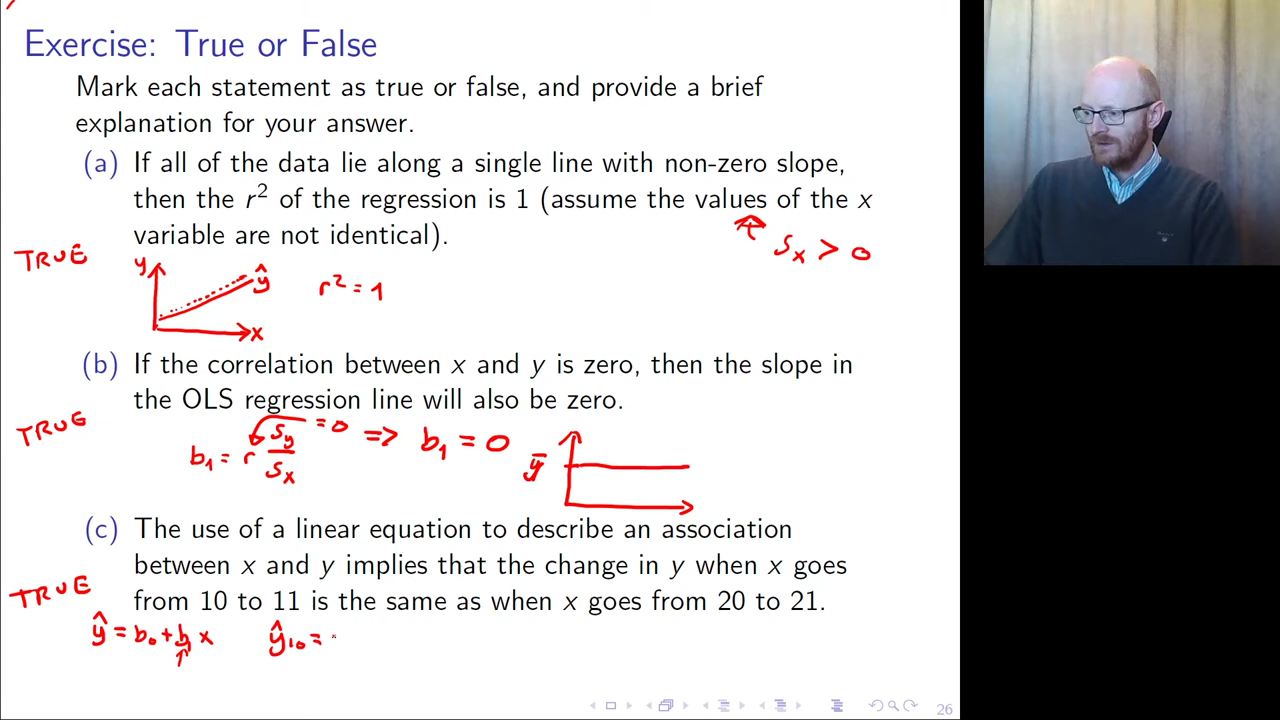 Exercise: True or False
Mark each statement as true or false, and provide a brief
explanation for your answer.
(a) If all of the data lie along a single line with non-zero slope,
then the r² of the regression is 1 (assume the values of the x
variable are not identical).
TRUE
Sx > 0
y
ŷ
x
r² = 1
(b) If the correlation between x and y is zero, then the slope in
the OLS regression line will also be zero.
TRUE
b₁ = r Sy/Sx = 0 => b₁ = 0
ȳ
(c) The use of a linear equation to describe an association
between x and y implies that the change in y when x goes
from 10 to 11 is the same as when x goes from 20 to 21.
TRUE
ŷ = b₀ + b₁ x ŷ₁₀ =
26